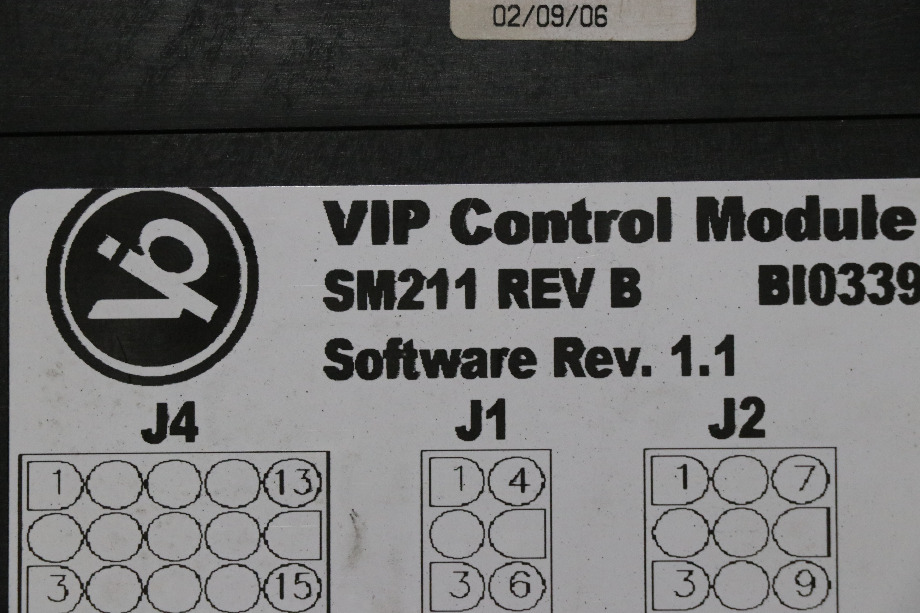 02/09/06
VIP Control Module
SM211 REV B BI0339
Software Rev. 1.1
J4 J1 J2
1 13 1 4 1 7
3 15 3 6 3 9